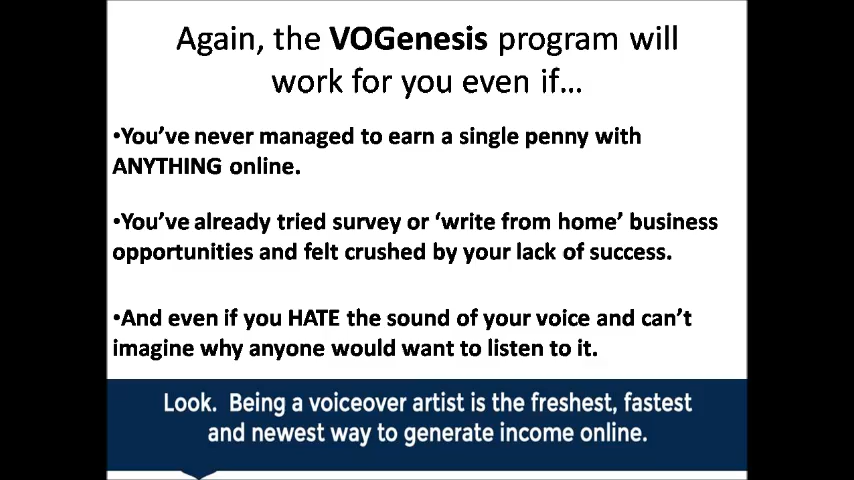 Again, the VOGenesis program will
work for you even if…
•You’ve never managed to earn a single penny with
ANYTHING online.
•You’ve already tried survey or ‘write from home’ business
opportunities and felt crushed by your lack of success.
•And even if you HATE the sound of your voice and can’t
imagine why anyone would want to listen to it.
Look. Being a voiceover artist is the freshest, fastest
and newest way to generate income online.